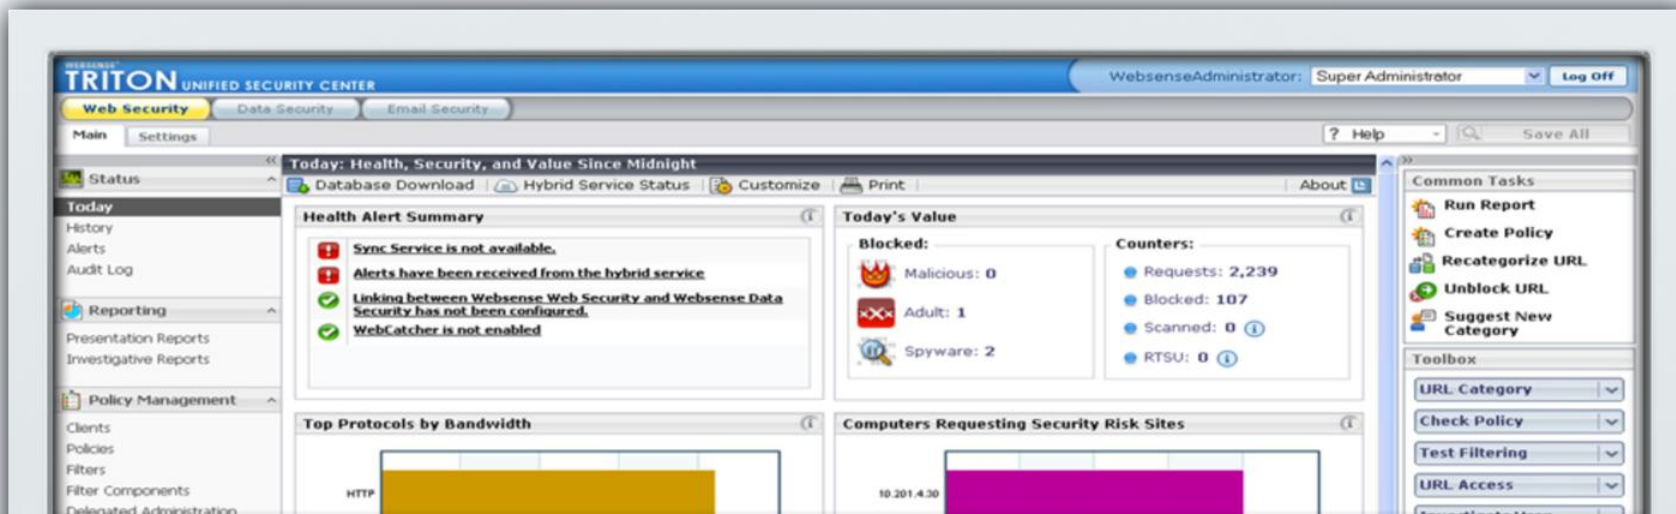 WEBSENSE
TRITON UNIFIED SECURITY CENTER
WebsenseAdministrator: Super Administrator Log Off
Web Security Data Security Email Security
Main Settings
? Help Save All
Status
Today
History
Alerts
Audit Log
Reporting
Presentation Reports
Investigative Reports
Policy Management
Clients
Policies
Filters
Filter Components
Delegated Administration
Today: Health, Security, and Value Since Midnight
Database Download Hybrid Service Status Customize Print About
Health Alert Summary
Sync Service is not available.
Alerts have been received from the hybrid service
Linking between Websense Web Security and Websense Data
Security has not been configured.
WebCatcher is not enabled
Today's Value
Blocked:
Malicious: 0
XXX
Adult: 1
Spyware: 2
Counters:
Requests: 2,239
Blocked: 107
Scanned: 0
RTSU: 0
Top Protocols by Bandwidth
HTTP
Computers Requesting Security Risk Sites
10.201.4.30
Common Tasks
Run Report
Create Policy
Recategorize URL
Unblock URL
Suggest New
Category
Toolbox
URL Category
Check Policy
Test Filtering
URL Access
Investigate User